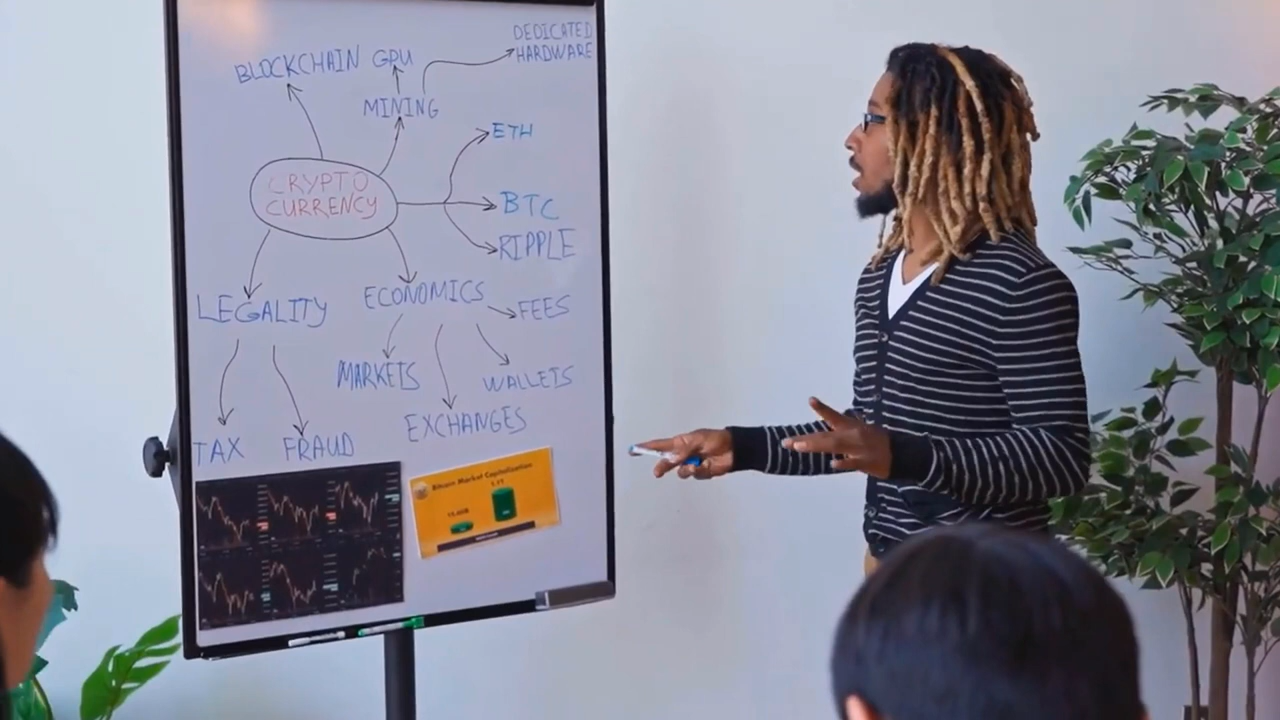 DEDICATED
HARDWARE
BLOCKCHAIN GPU
MINING
ETH
CRYPTO
CURRENCY
BTC
RIPPLE
LEGALITY
ECONOMICS
FEES
MARKETS
WALLETS
EXCHANGES
TAX
FRAUD
Bitcoin Market Capitalization